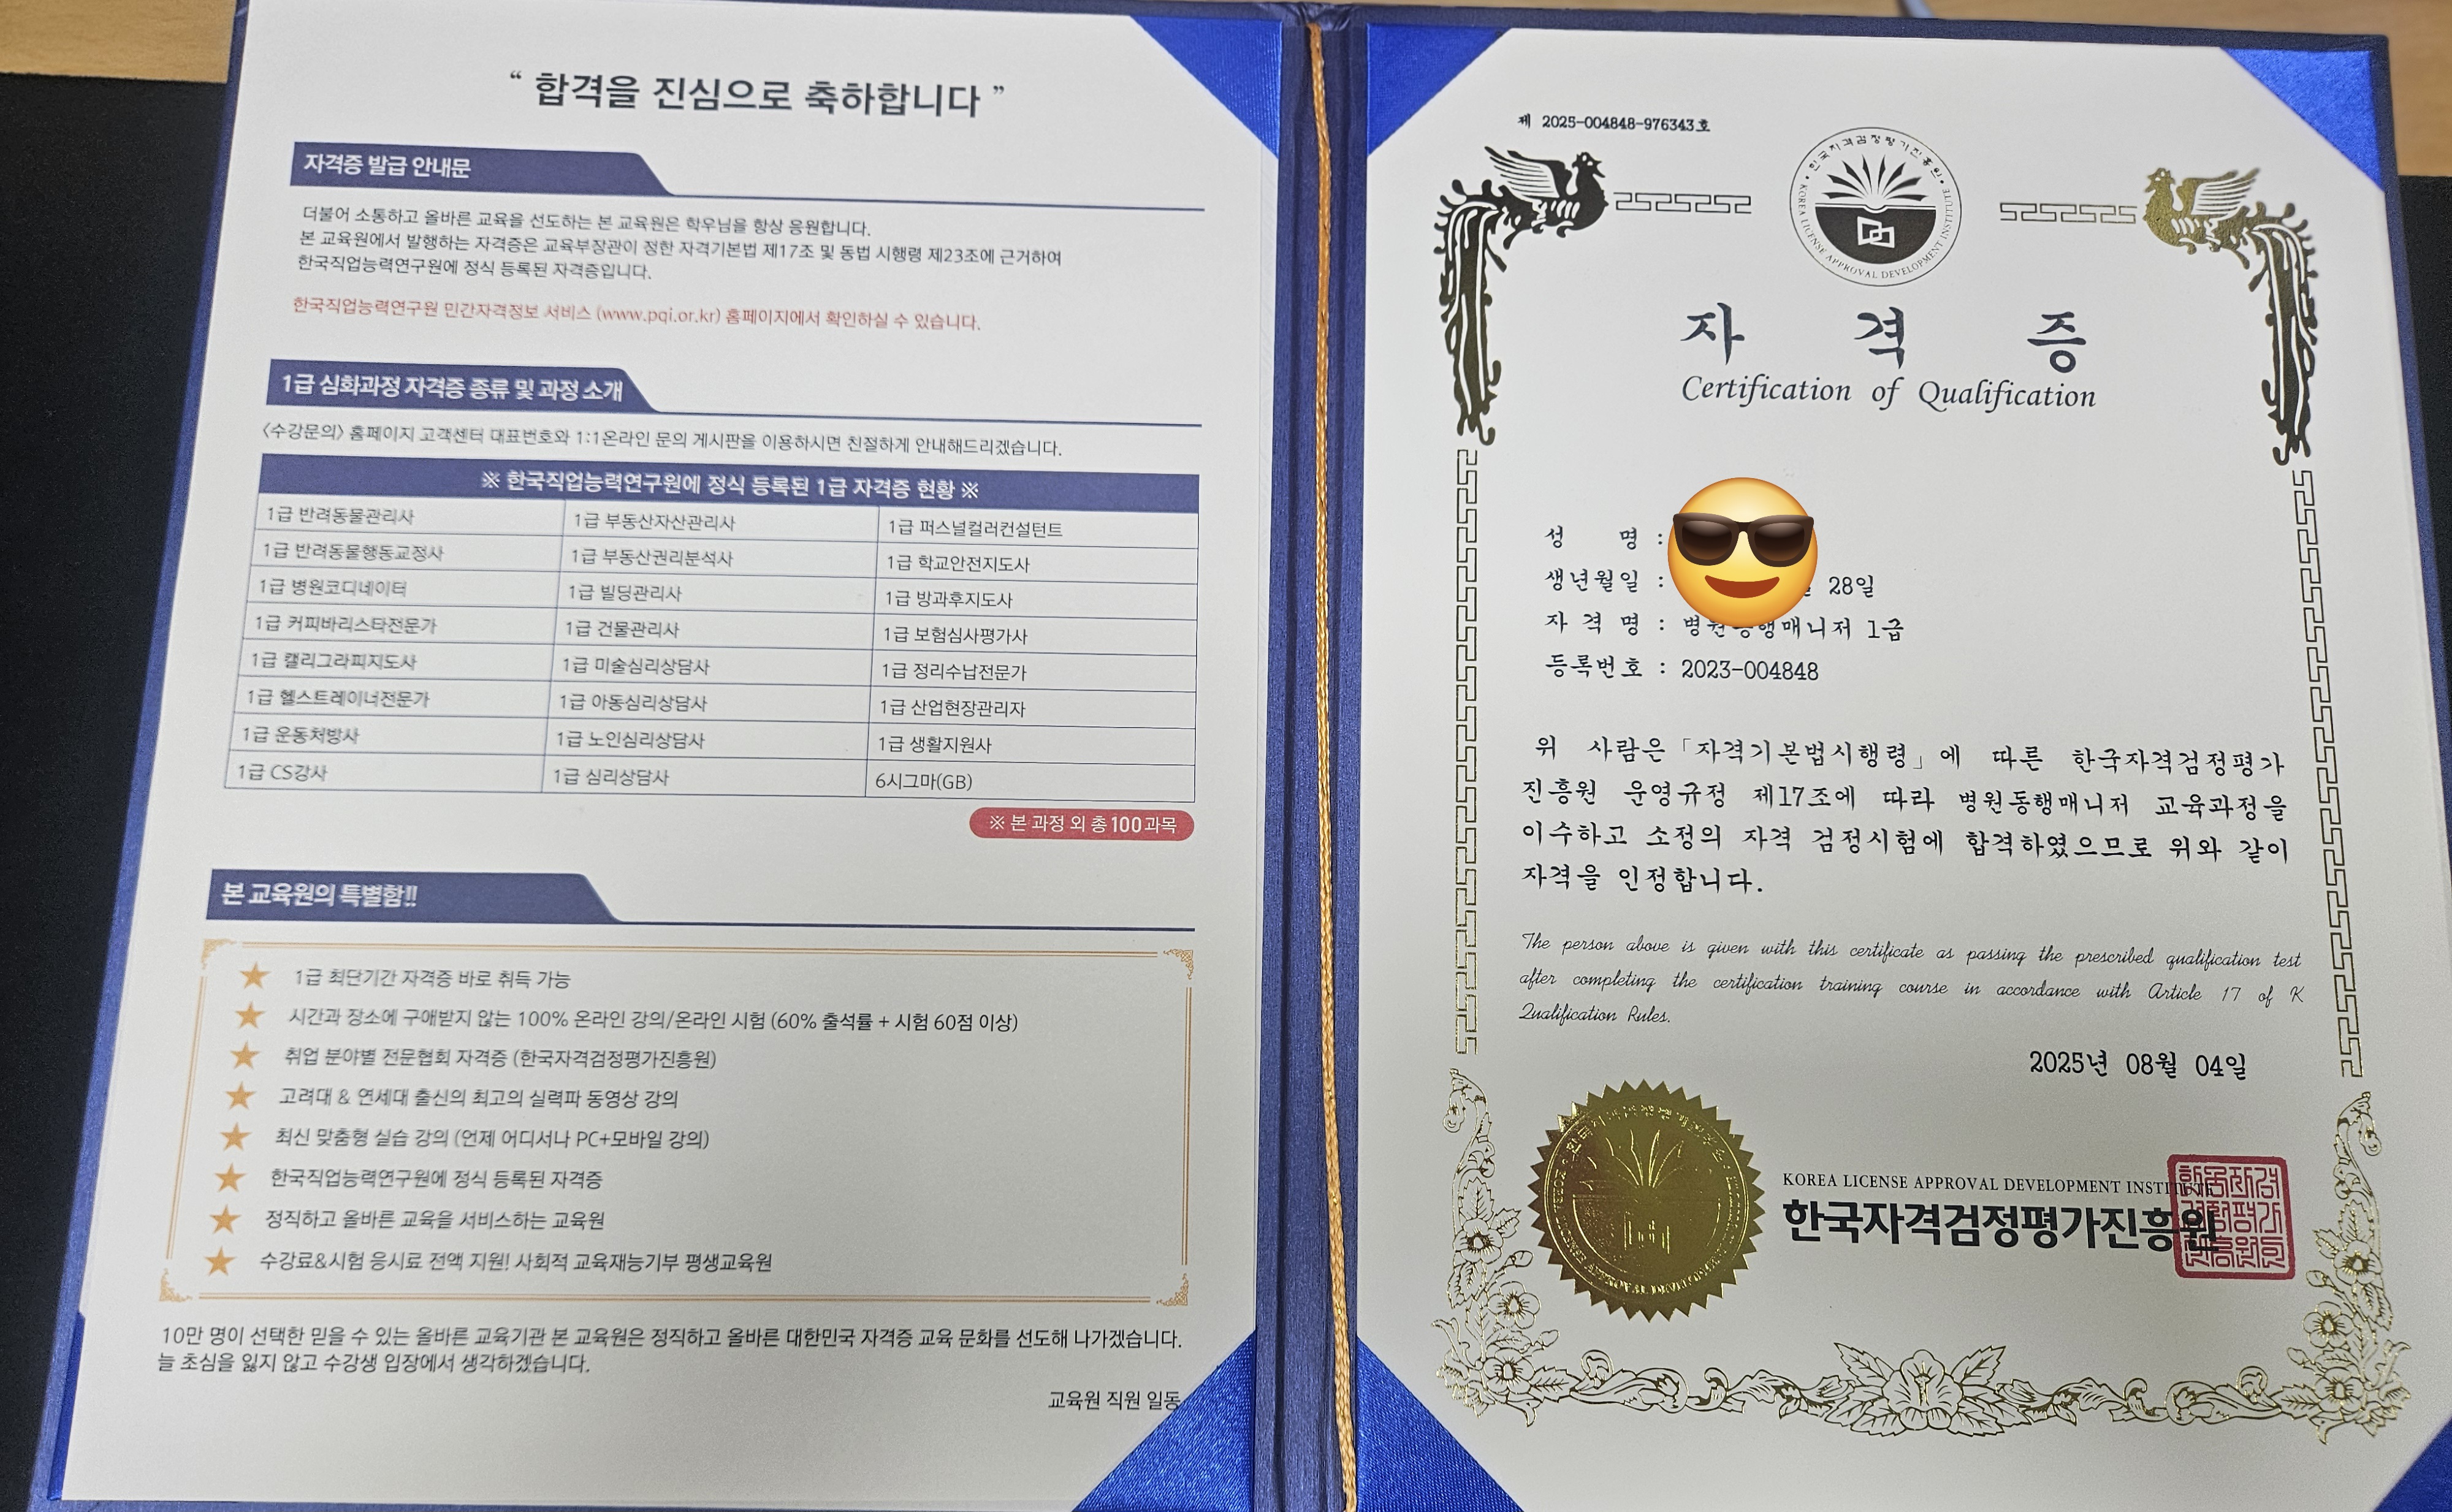 “ 합격을 진심으로 축하합니다 ”
자격증 발급 안내문
더불어 소통하고 올바른 교육을 선도하는 본 교육원은 학우님을 항상 응원합니다.
본 교육원에서 발행하는 자격증은 교육부장관이 정한 자격기본법 제17조 및 동법 시행령 제23조에 근거하여
한국직업능력연구원에 정식 등록된 자격증입니다.
한국직업능력연구원 민간자격정보 서비스 (www.pqi.or.kr) 홈페이지에서 확인하실 수 있습니다.
1급 심화과정 자격증 종류 및 과정 소개
<수강문의> 홈페이지 고객센터 대표번호와 1:1온라인 문의 게시판을 이용하시면 친절하게 안내해드리겠습니다.
※ 한국직업능력연구원에 정식 등록된 1급 자격증 현황 ※
1급 반려동물관리사 1급 부동산자산관리사 1급 퍼스널컬러컨설턴트
1급 반려동물행동교정사 1급 부동산권리분석사 1급 학교안전지도사
1급 병원코디네이터 1급 빌딩관리사 1급 방과후지도사
1급 커피바리스타전문가 1급 건물관리사 1급 보험심사평가사
1급 캘리그라피지도사 1급 미술심리상담사 1급 정리수납전문가
1급 헬스트레이너전문가 1급 아동심리상담사 1급 산업현장관리자
1급 운동처방사 1급 노인심리상담사 1급 생활지원사
1급 CS강사 1급 심리상담사 6시그마(GB)
※ 본 과정 외 총 100과목
본 교육원의 특별함!!
1급 최단기간 자격증 바로 취득 가능
시간과 장소에 구애받지 않는 100% 온라인 강의/온라인 시험 (60% 출석률 + 시험 60점 이상)
취업 분야별 전문협회 자격증 (한국자격검정평가진흥원)
고려대 & 연세대 출신의 최고의 실력파 동영상 강의
최신 맞춤형 실습 강의 (언제 어디서나 PC+모바일 강의)
한국직업능력연구원에 정식 등록된 자격증
정직하고 올바른 교육을 서비스하는 교육원
수강료&시험 응시료 전액 지원! 사회적 교육재능기부 평생교육원
10만 명이 선택한 믿을 수 있는 올바른 교육기관 본 교육원은 정직하고 올바른 대한민국 자격증 교육 문화를 선도해 나가겠습니다.
늘 초심을 잃지 않고 수강생 입장에서 생각하겠습니다.
교육원 직원 일동
제 2025-004848-976343호
한국자격검정평가진흥원
KOREA LICENSE APPROVAL DEVELOPMENT INSTITUTE
자 격 증
Certification of Qualification
성 명 :
생년월일 : 28일
자 격 명 : 병원동행매니저 1급
등록번호 : 2023-004848
위 사람은 「자격기본법시행령」에 따른 한국자격검정평가
진흥원 운영규정 제17조에 따라 병원동행매니저 교육과정을
이수하고 소정의 자격 검정시험에 합격하였으므로 위와 같이
자격을 인정합니다.
The person above is given with this certificate as passing the prescribed qualification test
after completing the certification training course in accordance with Article 17 of K
Qualification Rules.
2025년 08월 04일
KOREA LICENSE APPROVAL DEVELOPMENT INSTITUTE
한국자격검정평가진흥원